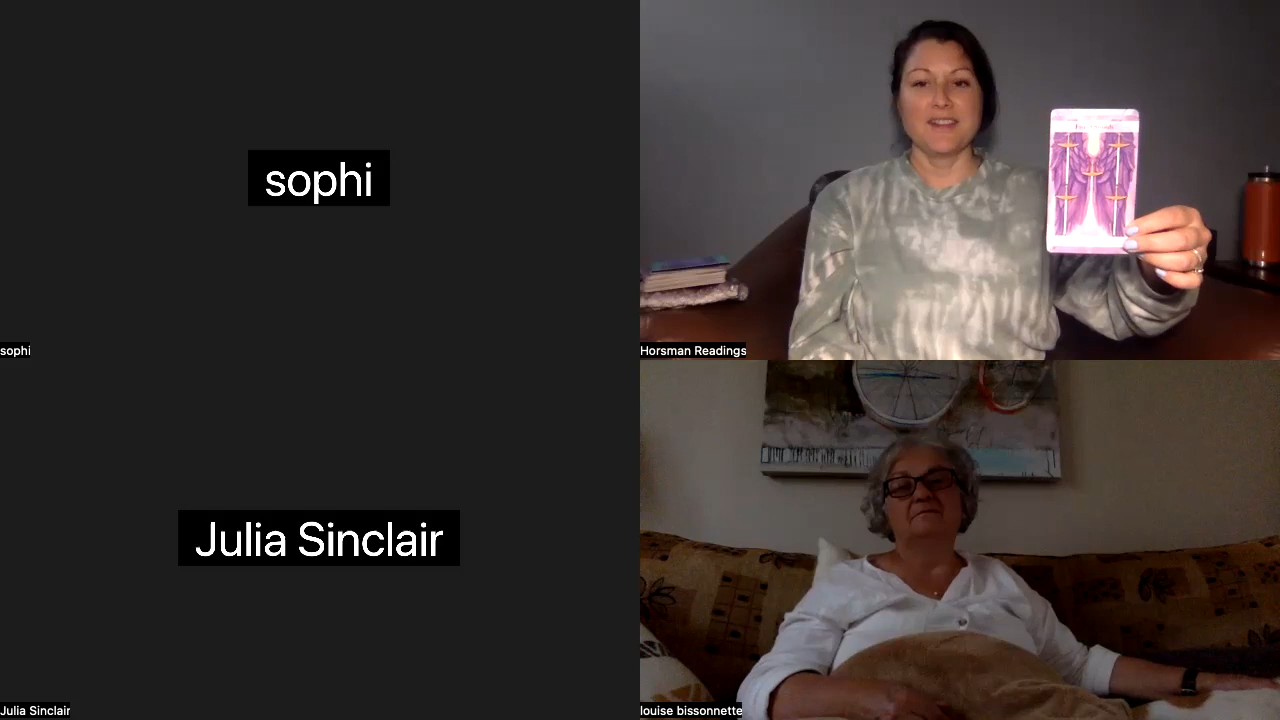 sophi
sophi
Horsman Readings
Julia Sinclair
Julia Sinclair
louise bissonnette